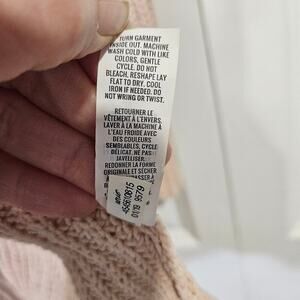 TURN GARMENT
INSIDE OUT. MACHINE
WASH COLD WITH LIKE
COLORS, GENTLE
CYCLE. DO NOT
BLEACH. RESHAPE LAY
FLAT TO DRY. COOL
IRON IF NEEDED. DO
NOT WRING OR TWIST.
RETOURNER LE
VÊTEMENT À L'ENVERS,
LAVER À LA MACHINE À
L'EAU FROIDE AVEC
DES COULEURS
SEMBLABLES, CYCLE
DÉLICAT. NE PAS
JAVELLISER.
REDONNER LA FORME
ORIGINALE ET SÉCHER